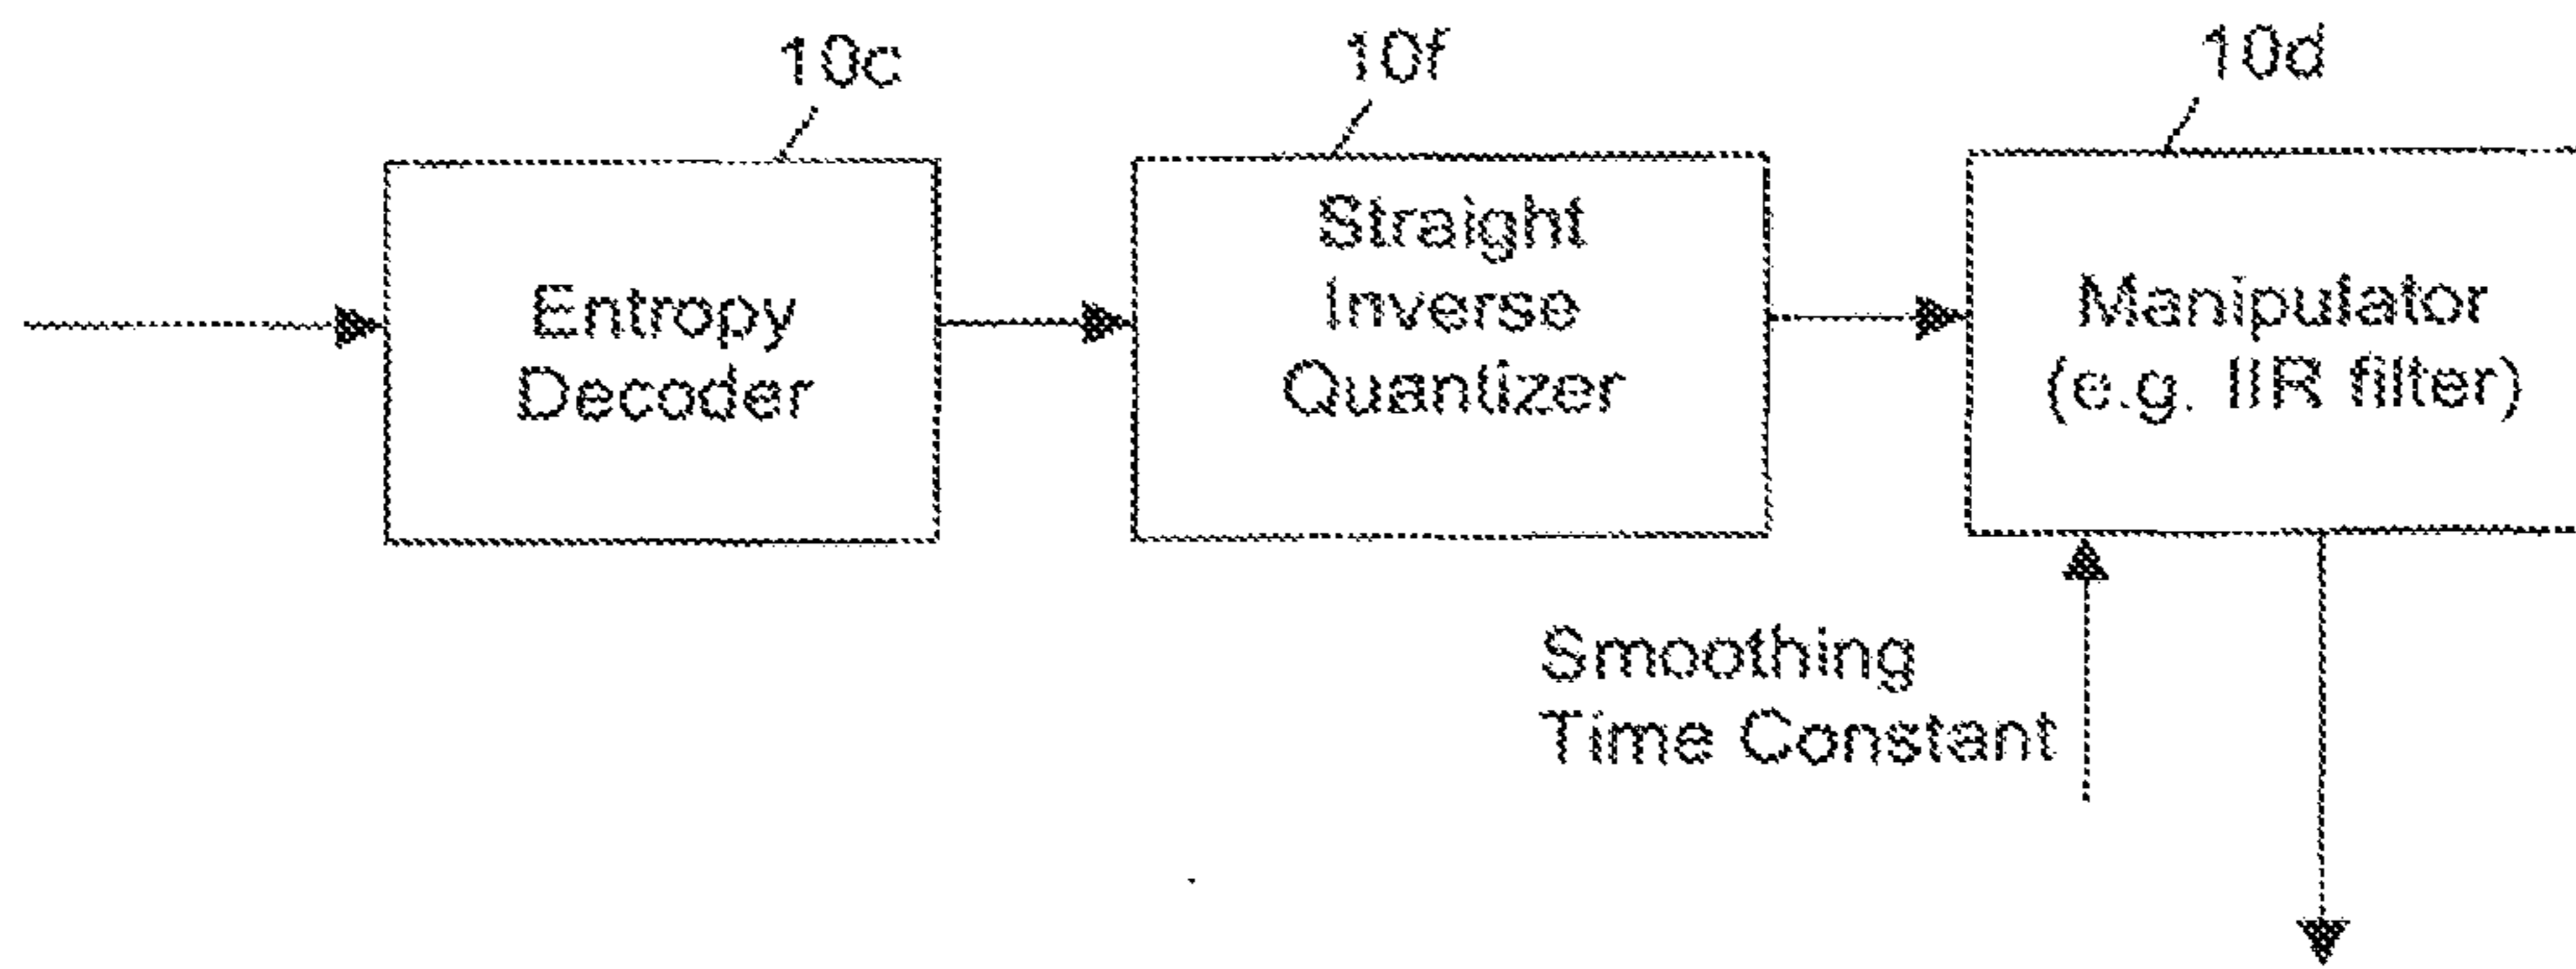 10c
10f
10d
Entropy
Decoder
Straight
Inverse
Quantizer
Manipulator
(e.g. IIR filter)
Smoothing
Time Constant